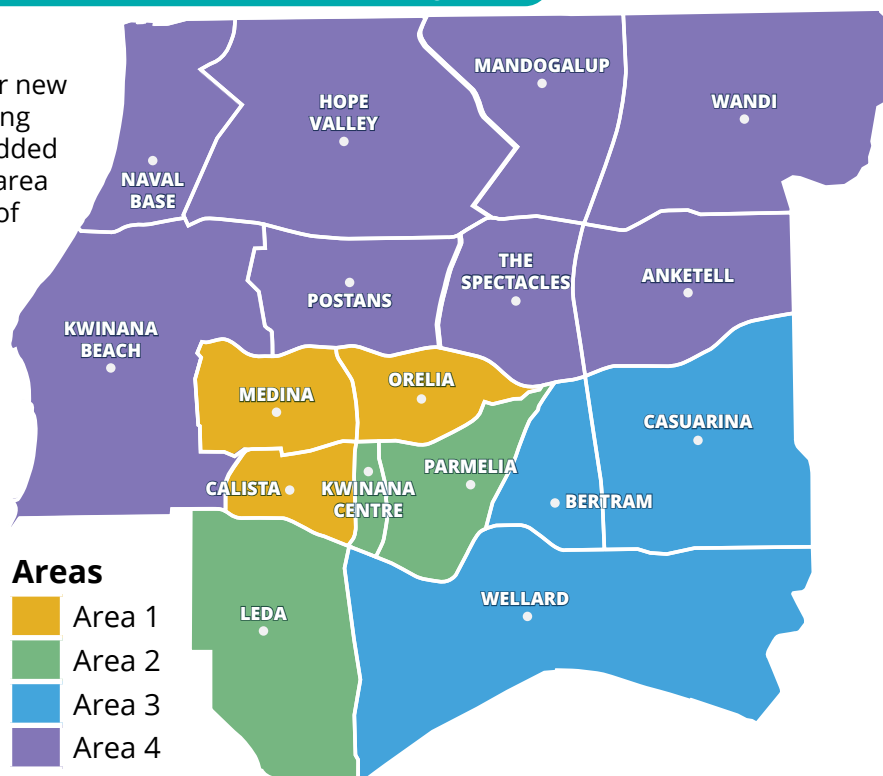 r new
ng
dded
area
of
MANDOGALUP
HOPE
VALLEY
WANDI
NAVAL
BASE
THE
SPECTACLES
ANKETELL
POSTANS
KWINANA
BEACH
ORELIA
MEDINA
CASUARINA
PARMELIA
CALISTA
KWINANA
CENTRE
BERTRAM
WELLARD
LEDA
Areas
Area 1
Area 2
Area 3
Area 4